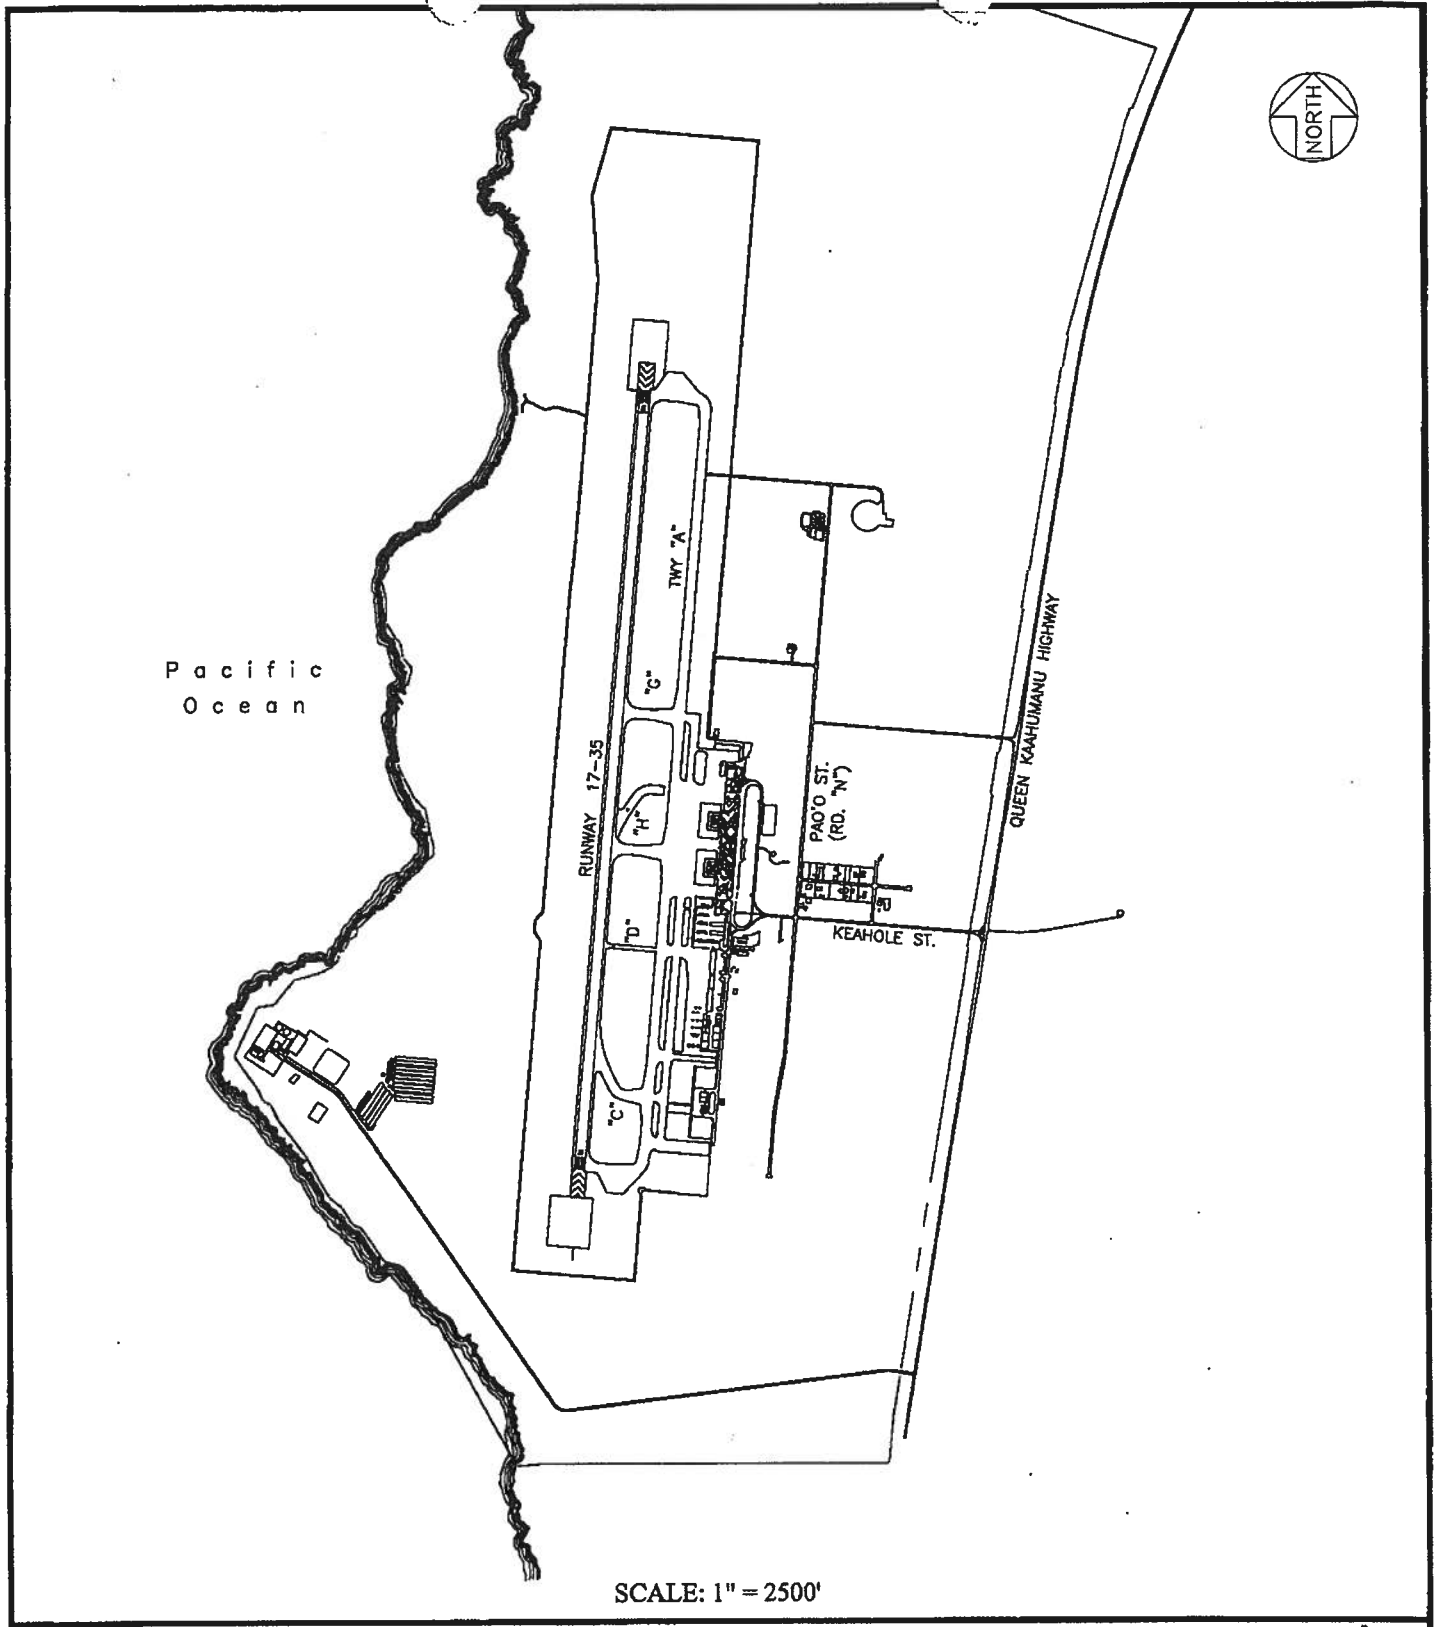 NORTH
TWY "A"
"G"
Pacific
Ocean
QUEEN KAAHUMANU HIGHWAY
RUNWAY 17-35
PAO'O ST.
(RD. "N")
"H"
"D"
KEAHOLE ST.
"C"
SCALE: 1" = 2500'